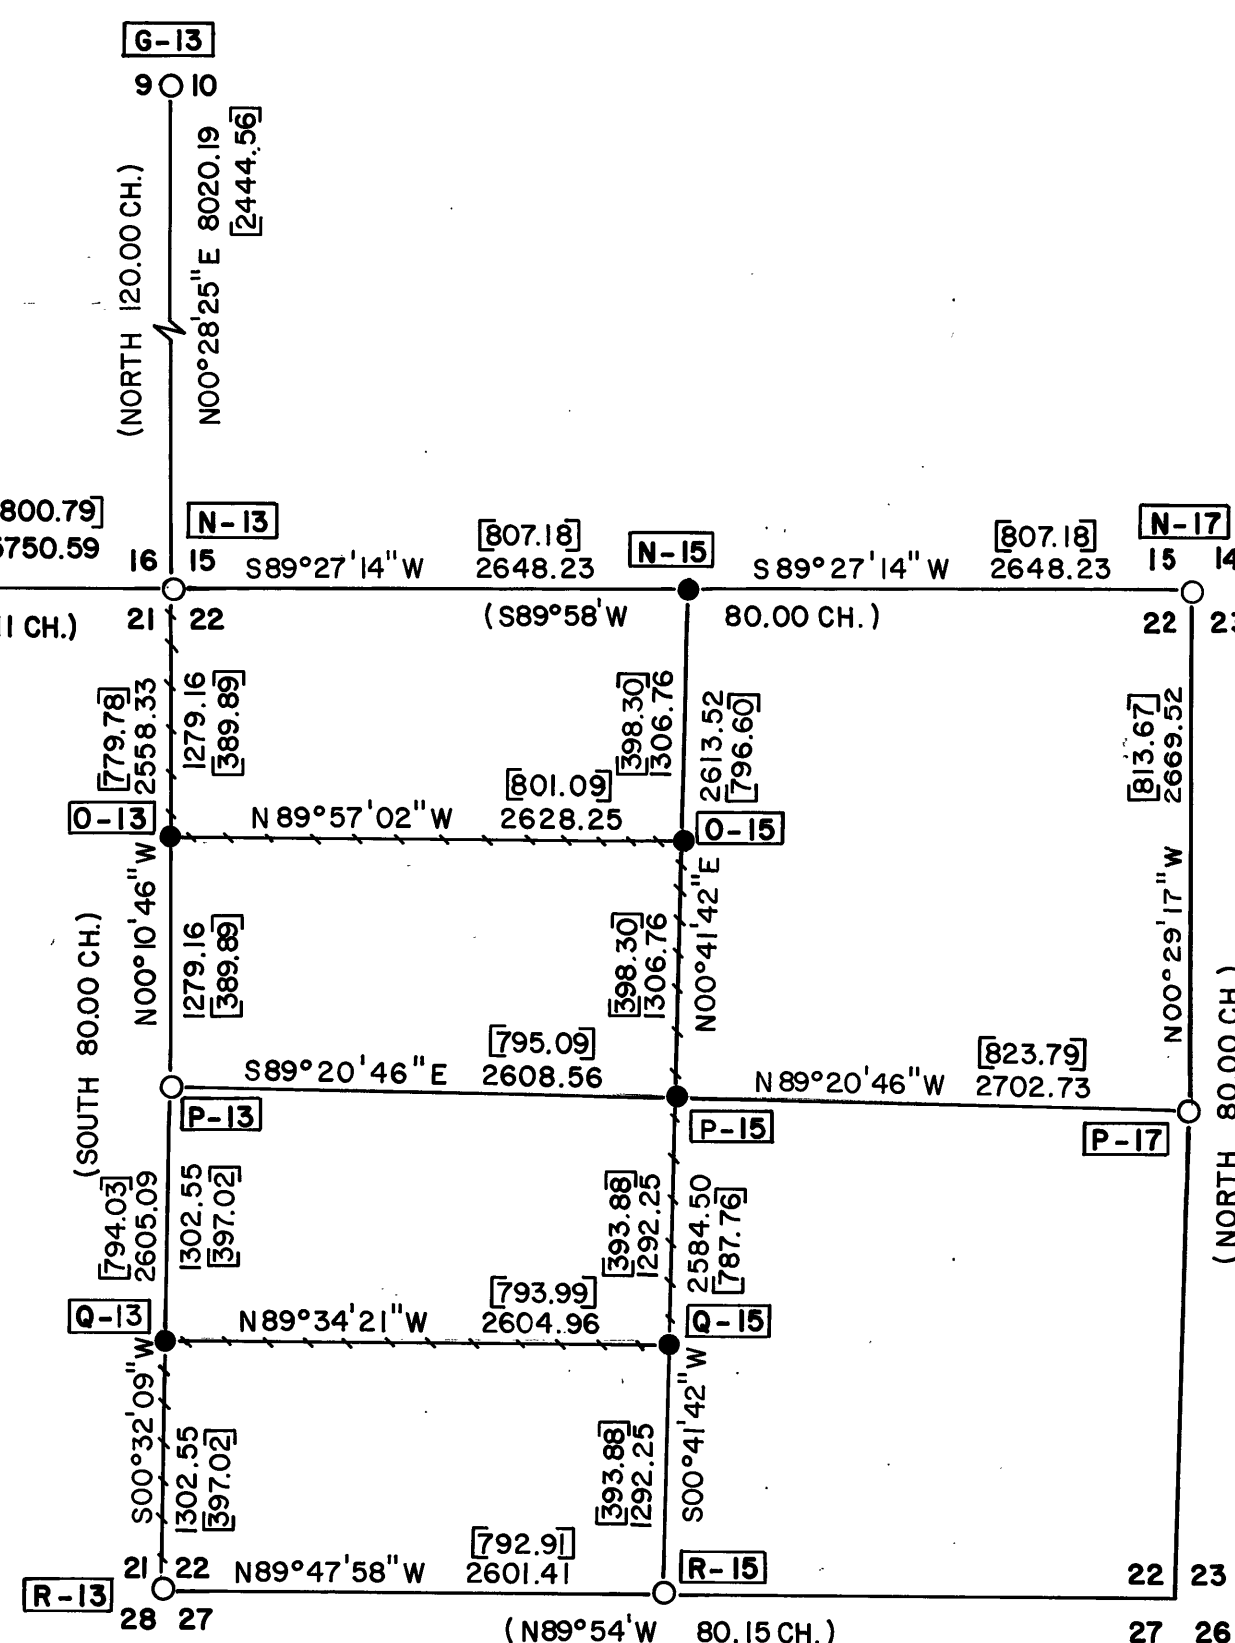 G-13
9 10
(NORTH 120.00 CH.)
N00°28'25"E 8020.19
[2444.56]
800.79]
N-13
[807.18]
N-15
[807.18]
N-17
6750.59
16 15
S89°27'14"W 2648.23
S89°27'14"W 2648.23
15 14
21 22
(S89°58'W 80.00 CH.)
22 23
CH.)
[779.78]
2558.33
1279.16
[389.89]
[398.30]
1306.76
2613.52
[796.60]
[813.67]
2669.52
O-13
N89°57'02"W
[801.09]
2628.25
O-15
N00°10'46"W
1279.16
[389.89]
[398.30]
1306.76
N00°41'42"E
N00°29'17"W
(SOUTH 80.00 CH.)
(NORTH 80.00 CH.)
S89°20'46"E
[795.09]
2608.56
N89°20'46"W
[823.79]
2702.73
P-13
P-15
P-17
[794.03]
2605.09
1302.55
[397.02]
[393.88]
1292.25
2584.50
[787.76]
Q-13
N89°34'21"W
[793.99]
2604.96
Q-15
S00°32'09"W
1302.55
[397.02]
[393.88]
1292.25
S00°41'42"W
21 22
N89°47'58"W
[792.91]
2601.41
R-15
22 23
R-13
28 27
(N89°54'W 80.15 CH.)
27 26